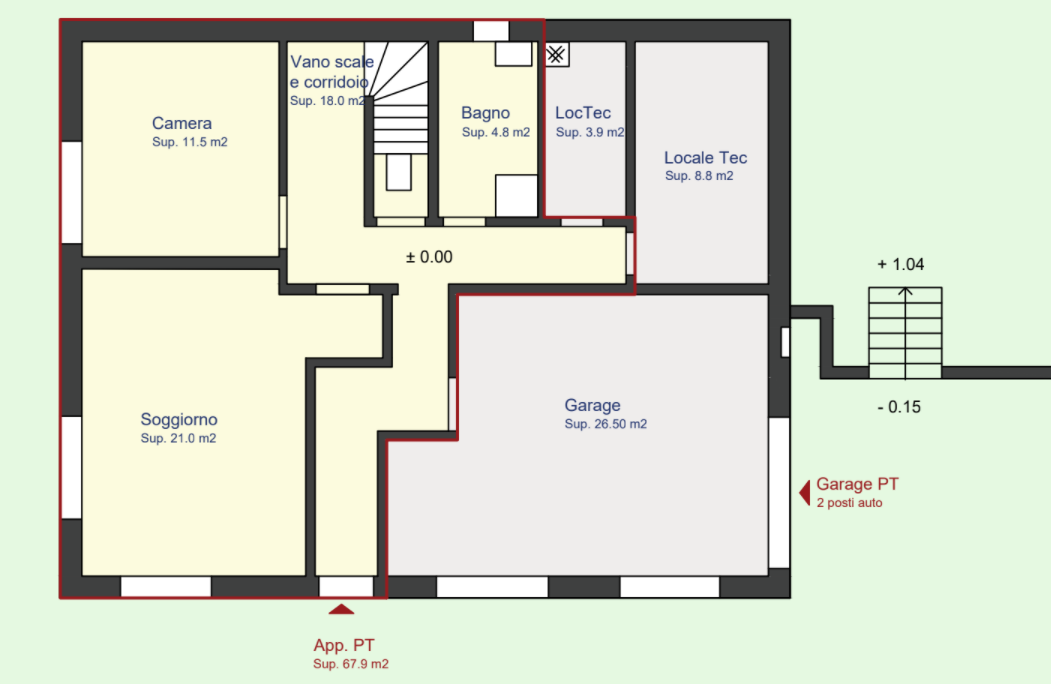 Vano scale
e corridoio
Sup. 18.0 m2
Camera
Sup. 11.5 m2
Bagno
Sup. 4.8 m2
LocTec
Sup. 3.9 m2
Locale Tec
Sup. 8.8 m2
± 0.00
+ 1.04
- 0.15
Soggiorno
Sup. 21.0 m2
Garage
Sup. 26.50 m2
Garage PT
2 posti auto
App. PT
Sup. 67.9 m2